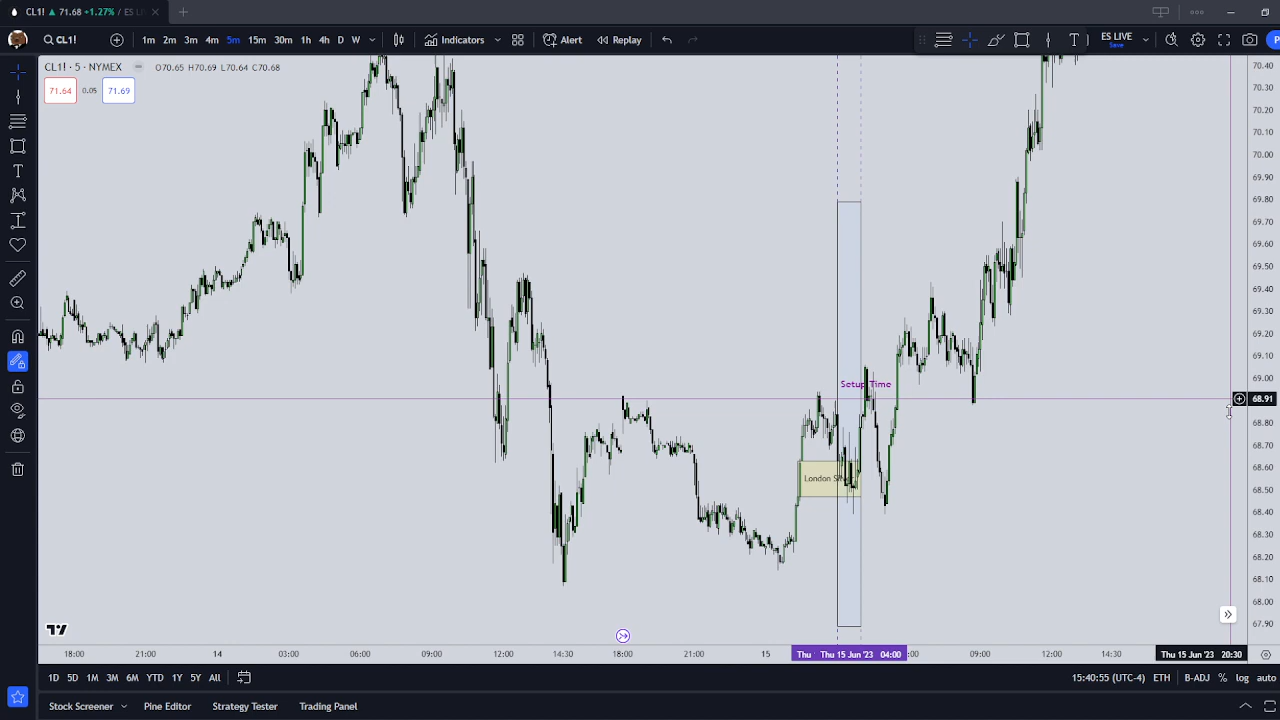 CL1! ▲ 71.68 +1.27% / ES LIV
CL1! 1m 2m 3m 4m 5m 15m 30m 1h 4h D W Indicators Alert Replay ES LIVE
Save
CL1! · 5 · NYMEX O70.65 H70.69 L70.64 C70.68
71.64 0.05 71.69
70.40
70.30
70.20
70.10
70.00
69.90
69.80
69.70
69.60
69.50
69.40
69.30
69.20
69.10
69.00
Setup Time
68.91
68.80
68.70
68.60
London
68.50
68.40
68.30
68.20
68.10
68.00
67.90
18:00 21:00 14 03:00 06:00 09:00 12:00 14:30 18:00 21:00 15 Thu Thu 15 Jun '23 04:00 :00 09:00 12:00 14:30 Thu 15 Jun '23 20:30
1D 5D 1M 3M 6M YTD 1Y 5Y All 15:40:55 (UTC-4) ETH B-ADJ % log auto
Stock Screener Pine Editor Strategy Tester Trading Panel